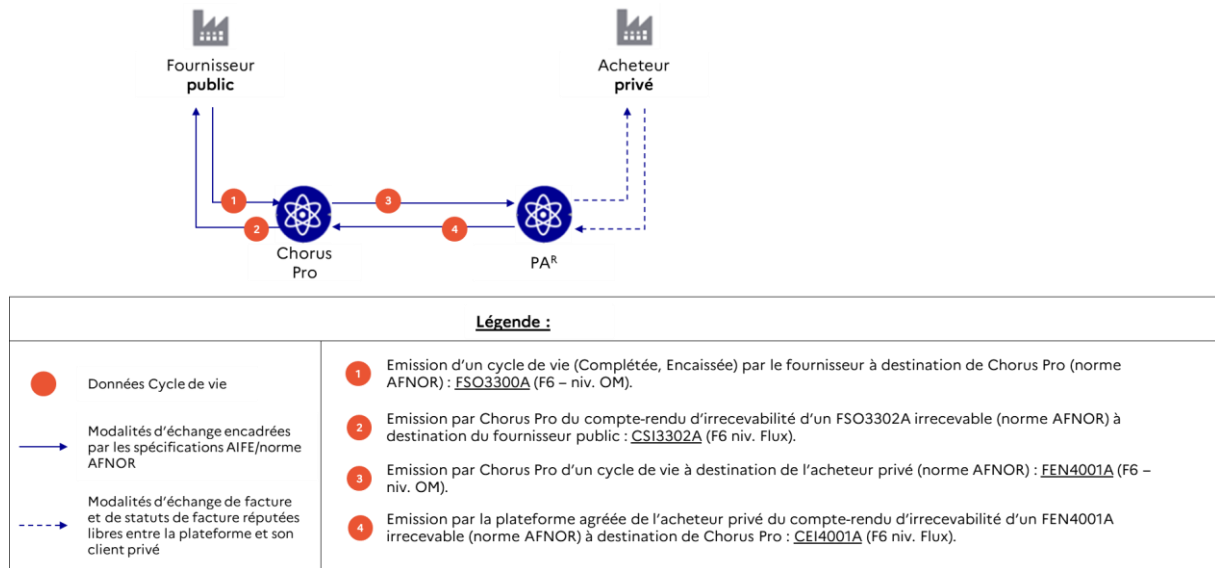 Fournisseur
public
Acheteur
privé
1
3
2
4
Chorus
Pro
PAᴿ
Légende :
Données Cycle de vie
Modalités d'échange encadrées
par les spécifications AIFE/norme
AFNOR
Modalités d'échange de facture
et de statuts de facture réputées
libres entre la plateforme et son
client privé
1
Emission d'un cycle de vie (Complétée, Encaissée) par le fournisseur à destination de Chorus Pro (norme
AFNOR) : FSO3300A (F6 – niv. OM).
2
Emission par Chorus Pro du compte-rendu d'irrecevabilité d'un FSO3302A irrecevable (norme AFNOR) à
destination du fournisseur public : CSI3302A (F6 niv. Flux).
3
Emission par Chorus Pro d'un cycle de vie à destination de l'acheteur privé (norme AFNOR) : FEN4001A (F6 –
niv. OM).
4
Emission par la plateforme agréée de l'acheteur privé du compte-rendu d'irrecevabilité d'un FEN4001A
irrecevable (norme AFNOR) à destination de Chorus Pro : CEI4001A (F6 niv. Flux).